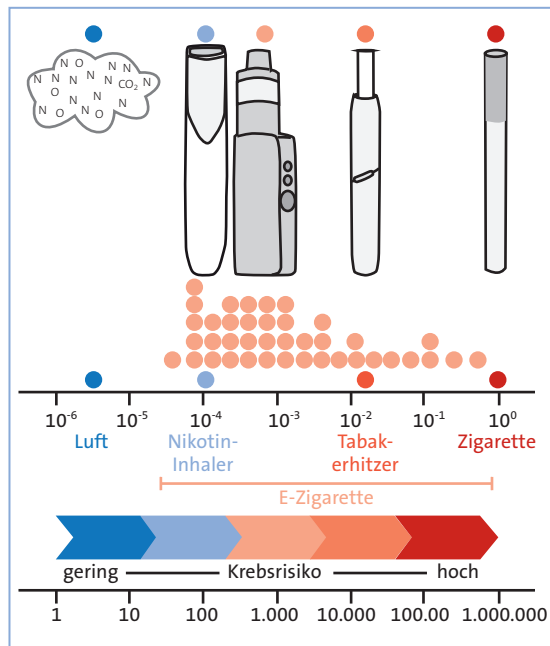 N O N N
N N N N N CO₂ N
O N N N
N N O
10⁻⁶ 10⁻⁵ 10⁻⁴ 10⁻³ 10⁻² 10⁻¹ 10⁰
Luft Nikotin- Tabak- Zigarette
Inhaler erhitzer
E-Zigarette
gering Krebsrisiko hoch
1 10 100 1.000 10.000 100.00 1.000.000